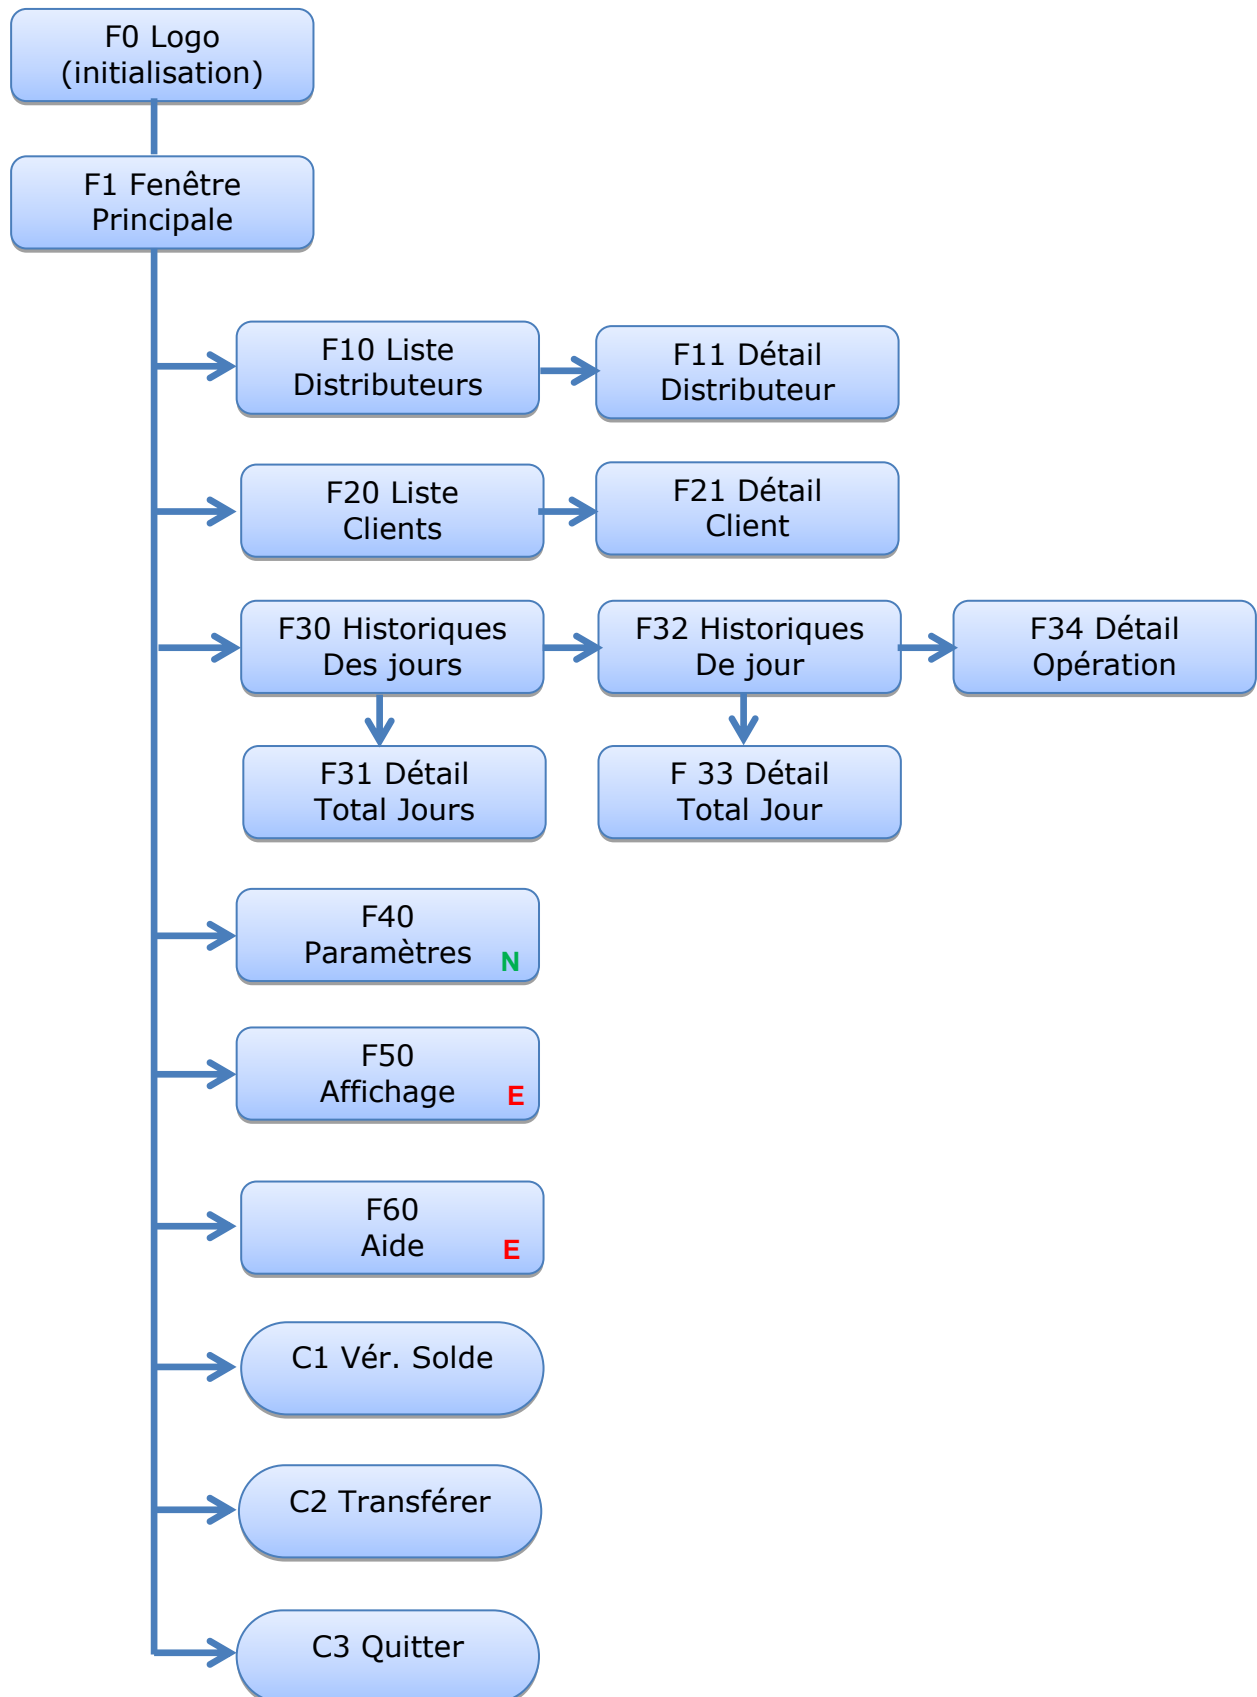 F0 Logo
(initialisation)
F1 Fenêtre
Principale
F10 Liste
Distributeurs
F11 Détail
Distributeur
F20 Liste
Clients
F21 Détail
Client
F30 Historiques
Des jours
F32 Historiques
De jour
F34 Détail
Opération
F31 Détail
Total Jours
F 33 Détail
Total Jour
F40
Paramètres
N
F50
Affichage
E
F60
Aide
E
C1 Vér. Solde
C2 Transférer
C3 Quitter